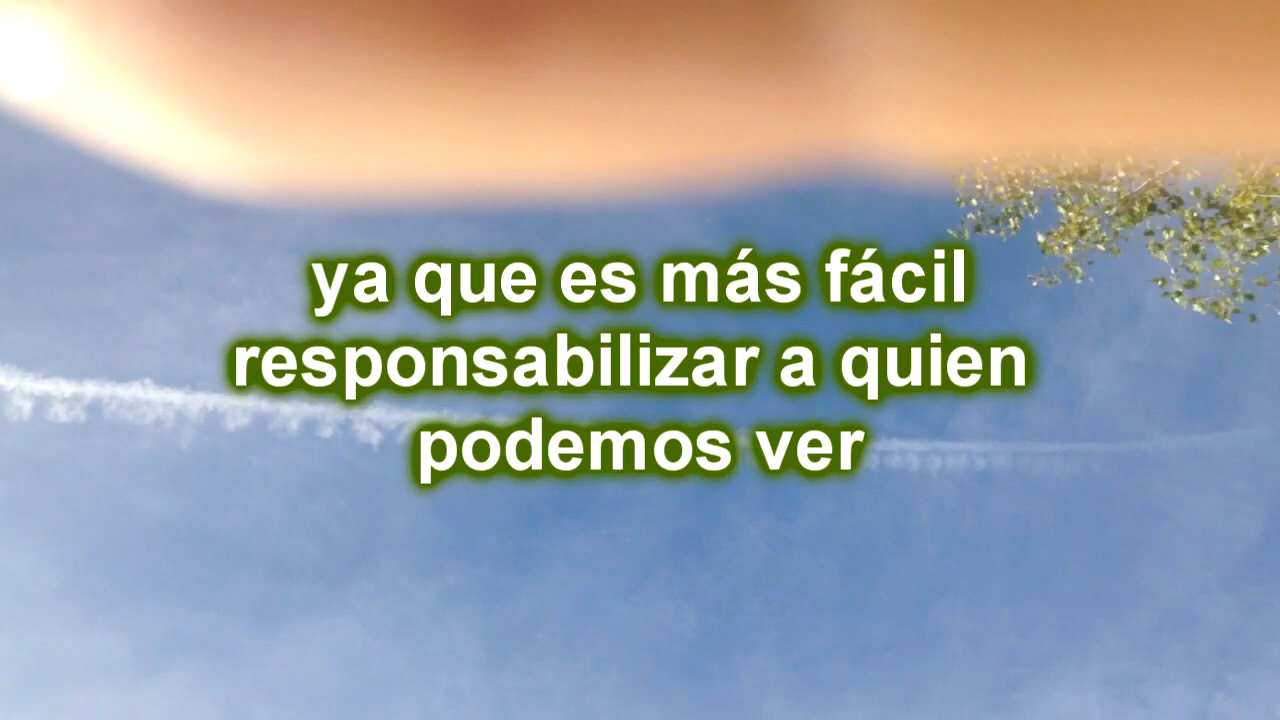 ya que es más fácil
responsabilizar a quien
podemos ver